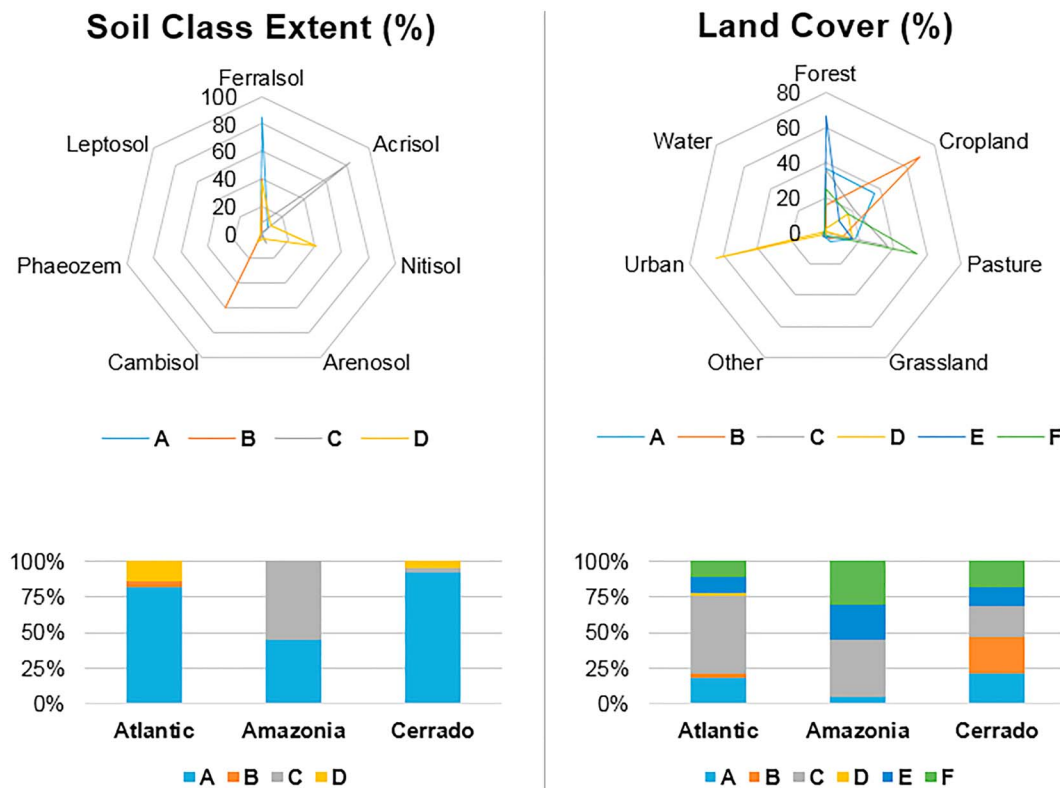 Soil Class Extent (%)
Ferralsol
100
80
60
40
20
0
Acrisol
Nitisol
Arenosol
Cambisol
Phaeozem
Leptosol
A B C D
100%
75%
50%
25%
0%
Atlantic Amazonia Cerrado
A B C D
Land Cover (%)
Forest
80
60
40
20
0
Cropland
Pasture
Grassland
Other
Urban
Water
A B C D E F
100%
75%
50%
25%
0%
Atlantic Amazonia Cerrado
A B C D E F